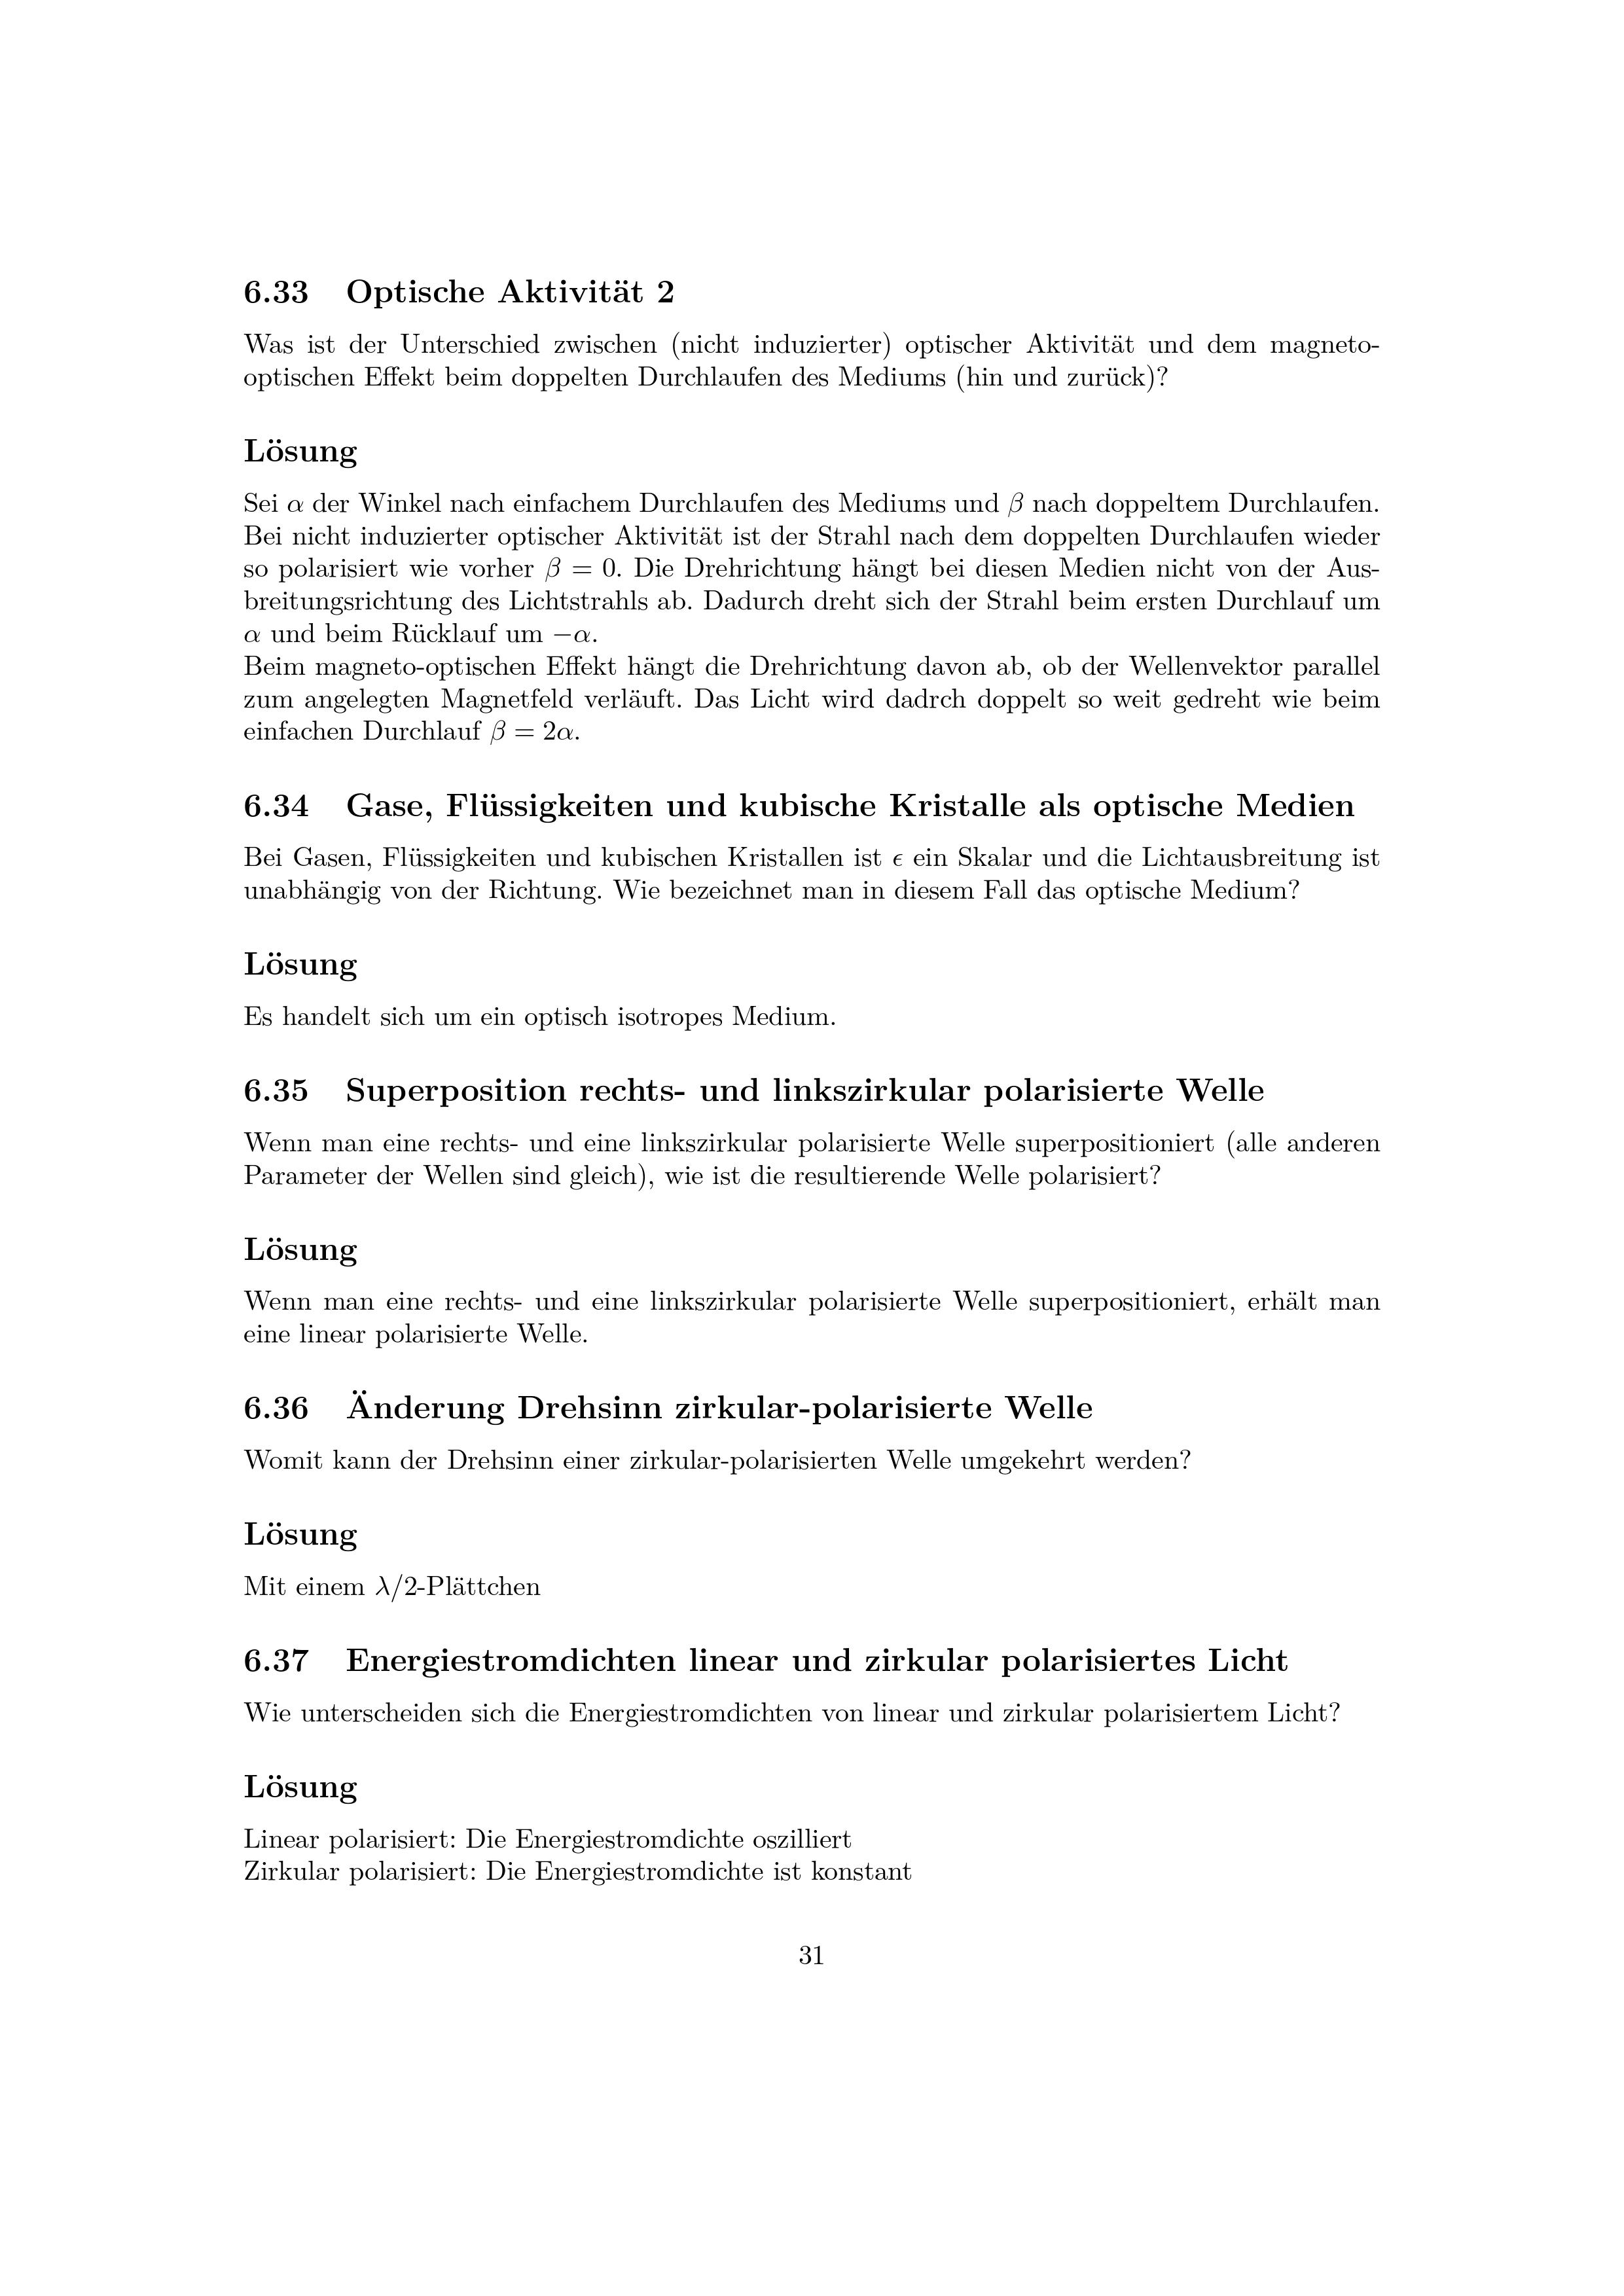 6.33 Optische Aktivität 2
Was ist der Unterschied zwischen (nicht induzierter) optischer Aktivität und dem magneto-
optischen Effekt beim doppelten Durchlaufen des Mediums (hin und zurück)?
Lösung
Sei α der Winkel nach einfachem Durchlaufen des Mediums und β nach doppeltem Durchlaufen.
Bei nicht induzierter optischer Aktivität ist der Strahl nach dem doppelten Durchlaufen wieder
so polarisiert wie vorher β = 0. Die Drehrichtung hängt bei diesen Medien nicht von der Aus-
breitungsrichtung des Lichtstrahls ab. Dadurch dreht sich der Strahl beim ersten Durchlauf um
α und beim Rücklauf um −α.
Beim magneto-optischen Effekt hängt die Drehrichtung davon ab, ob der Wellenvektor parallel
zum angelegten Magnetfeld verläuft. Das Licht wird dadrch doppelt so weit gedreht wie beim
einfachen Durchlauf β = 2α.
6.34 Gase, Flüssigkeiten und kubische Kristalle als optische Medien
Bei Gasen, Flüssigkeiten und kubischen Kristallen ist ϵ ein Skalar und die Lichtausbreitung ist
unabhängig von der Richtung. Wie bezeichnet man in diesem Fall das optische Medium?
Lösung
Es handelt sich um ein optisch isotropes Medium.
6.35 Superposition rechts- und linkszirkular polarisierte Welle
Wenn man eine rechts- und eine linkszirkular polarisierte Welle superpositioniert (alle anderen
Parameter der Wellen sind gleich), wie ist die resultierende Welle polarisiert?
Lösung
Wenn man eine rechts- und eine linkszirkular polarisierte Welle superpositioniert, erhält man
eine linear polarisierte Welle.
6.36 Änderung Drehsinn zirkular-polarisierte Welle
Womit kann der Drehsinn einer zirkular-polarisierten Welle umgekehrt werden?
Lösung
Mit einem λ/2-Plättchen
6.37 Energiestromdichten linear und zirkular polarisiertes Licht
Wie unterscheiden sich die Energiestromdichten von linear und zirkular polarisiertem Licht?
Lösung
Linear polarisiert: Die Energiestromdichte oszilliert
Zirkular polarisiert: Die Energiestromdichte ist konstant
31